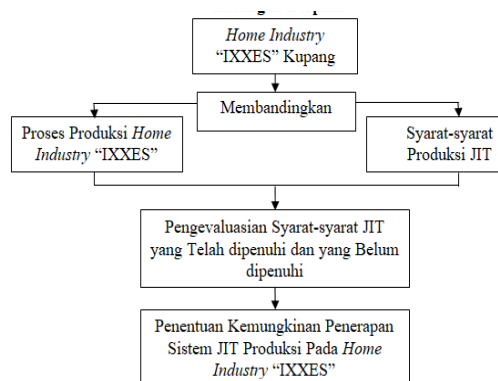 Home Industry
"IXXES" Kupang
Membandingkan
Proses Produksi Home
Industry "IXXES"
Syarat-syarat
Produksi JIT
Pengevaluasian Syarat-syarat JIT
yang Telah dipenuhi dan yang Belum
dipenuhi
Penentuan Kemungkinan Penerapan
Sistem JIT Produksi Pada Home
Industry "IXXES"